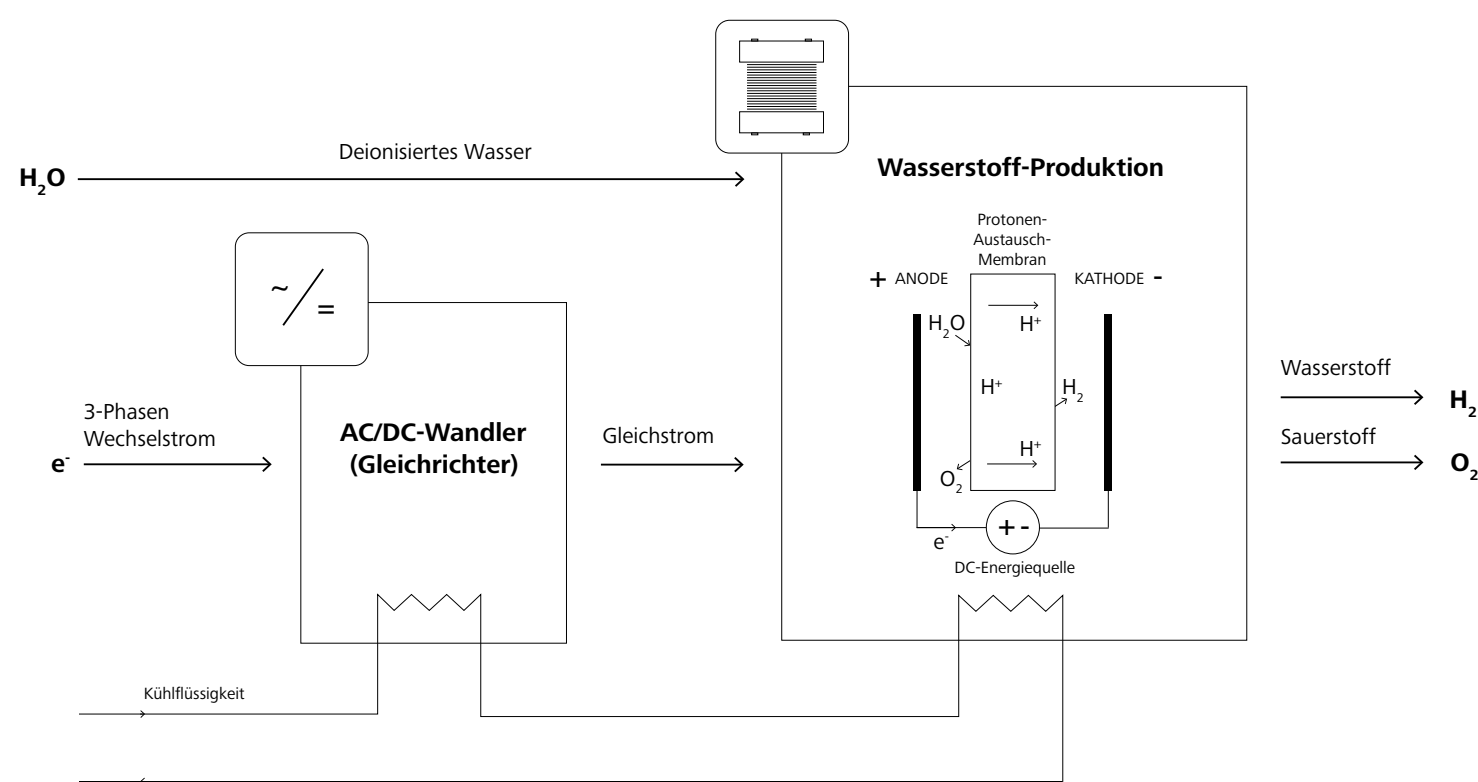 Deionisiertes Wasser
H₂O
Wasserstoff-Produktion
Protonen-
Austausch-
Membran
+ ANODE
KATHODE -
~/=
H₂O
H⁺
H⁺
H₂
H⁺
O₂
e⁻
+ -
DC-Energiequelle
3-Phasen
Wechselstrom
e⁻
AC/DC-Wandler
(Gleichrichter)
Gleichstrom
Wasserstoff
H₂
Sauerstoff
O₂
Kühlflüssigkeit